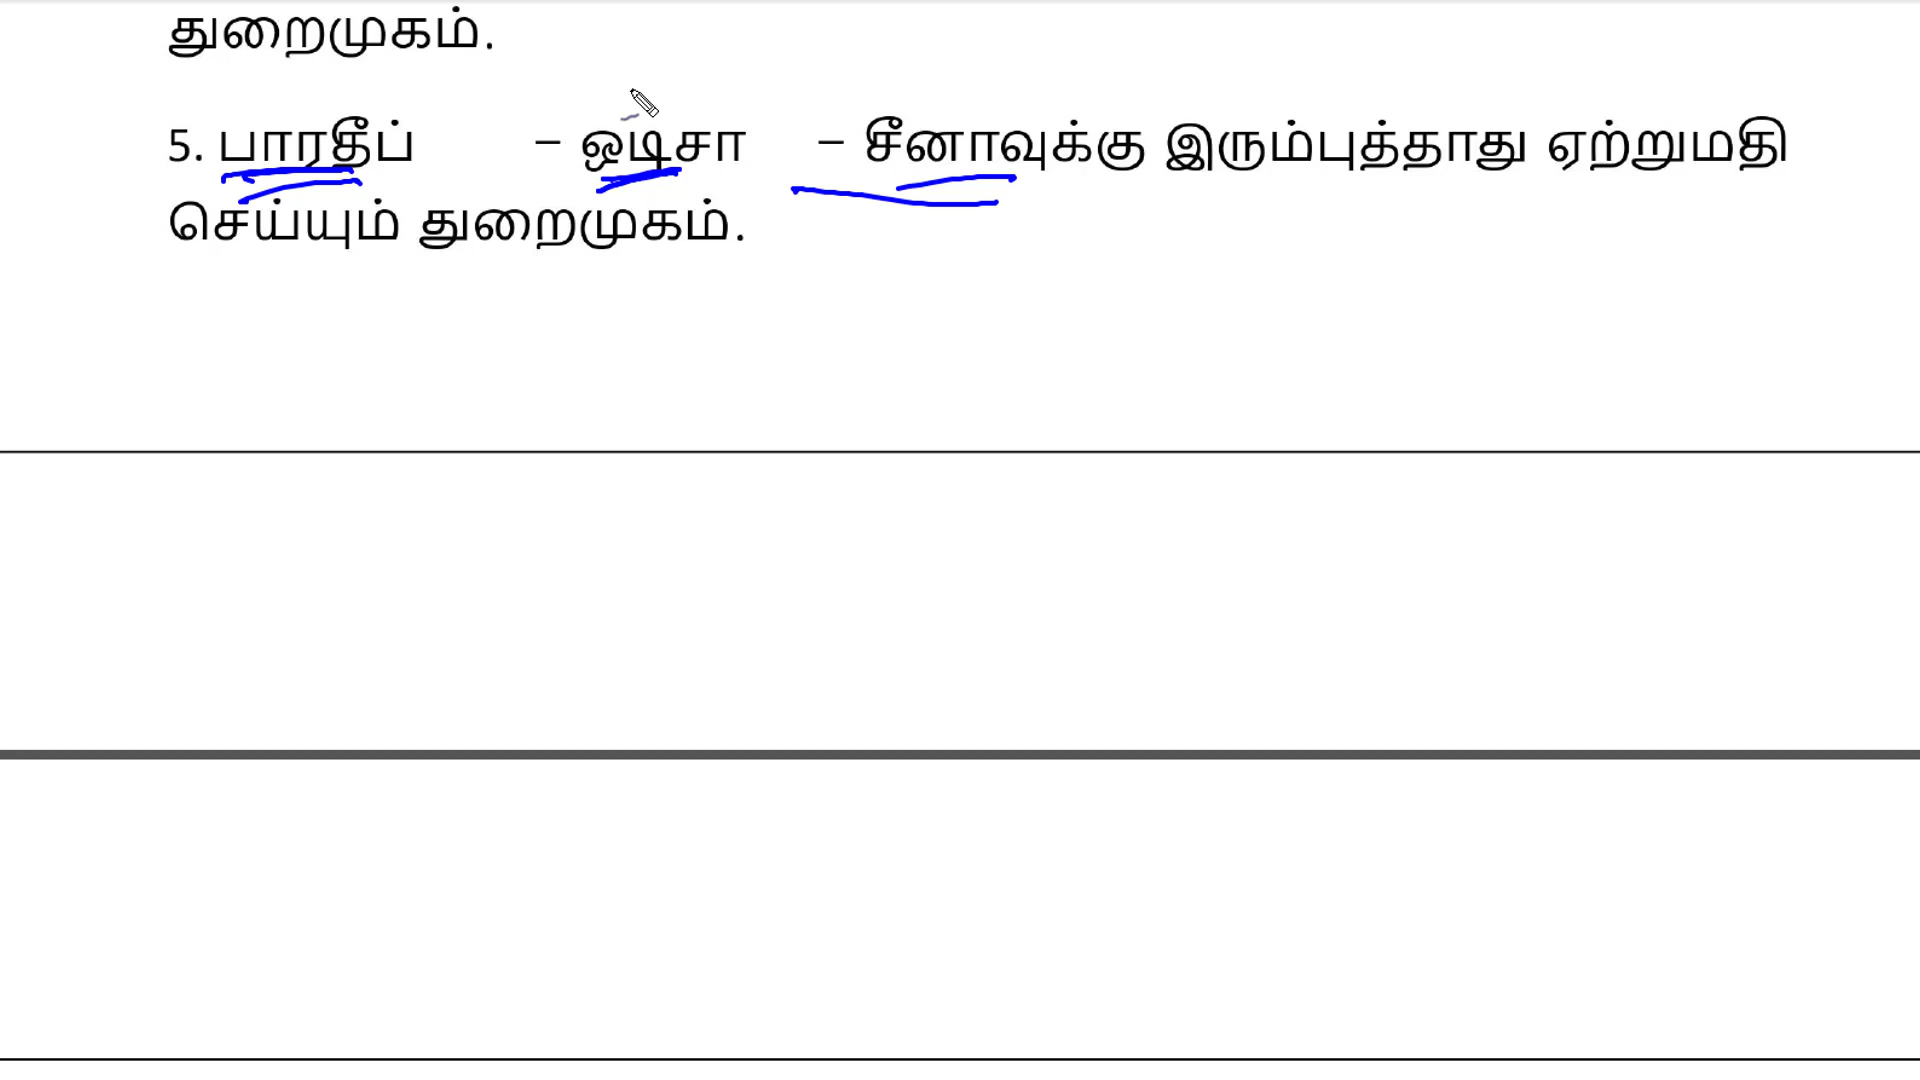 துறைமுகம்.
5. பாரதீப் – ஒடிசா – சீனாவுக்கு இரும்புத்தாது ஏற்றுமதி
செய்யும் துறைமுகம்.